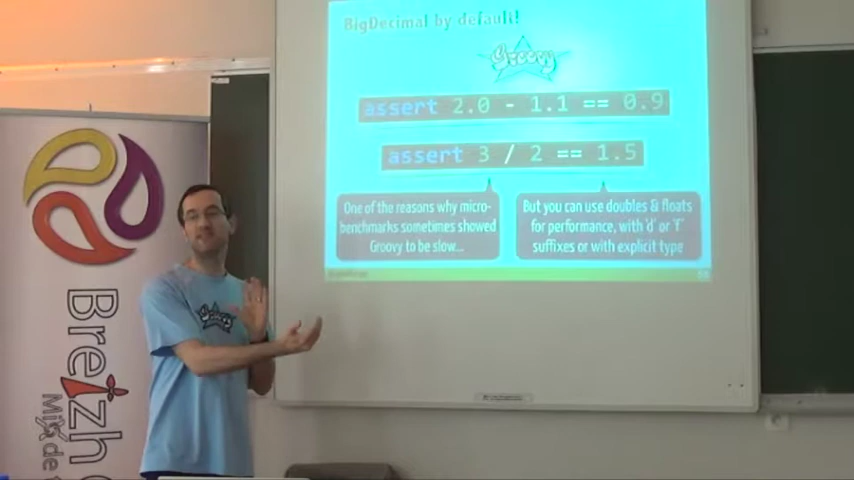 BigDecimal by default!
Groovy
assert 2.0 - 1.1 == 0.9
assert 3 / 2 == 1.5
One of the reasons why micro-
benchmarks sometimes showed
Groovy to be slow...
But you can use doubles & floats
for performance, with 'd' or 'f'
suffixes or with explicit type
Groovy
Breizh
Mix de